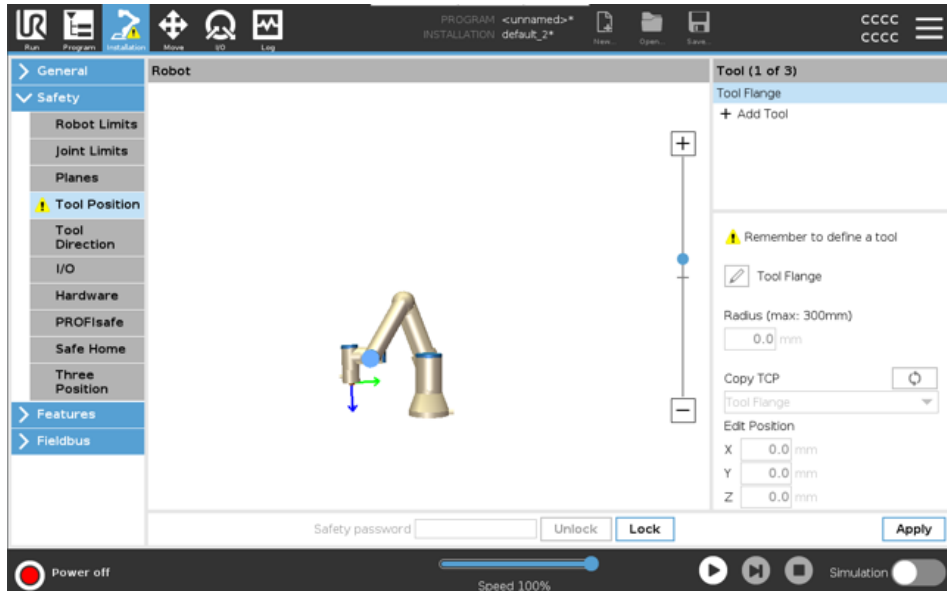 PROGRAM <unnamed>*
INSTALLATION default_2*
CCCC
CCCC
Run
Program
Installation
Move
I/O
Log
New...
Open...
Save...
General
Safety
Robot Limits
Joint Limits
Planes
Tool Position
Tool
Direction
I/O
Hardware
PROFIsafe
Safe Home
Three
Position
Features
Fieldbus
Robot
Tool (1 of 3)
Tool Flange
+ Add Tool
Remember to define a tool
Tool Flange
Radius (max: 300mm)
0.0 mm
Copy TCP
Tool Flange
Edit Position
X 0.0 mm
Y 0.0 mm
Z 0.0 mm
Safety password
Unlock
Lock
Apply
Power off
Speed 100%
Simulation